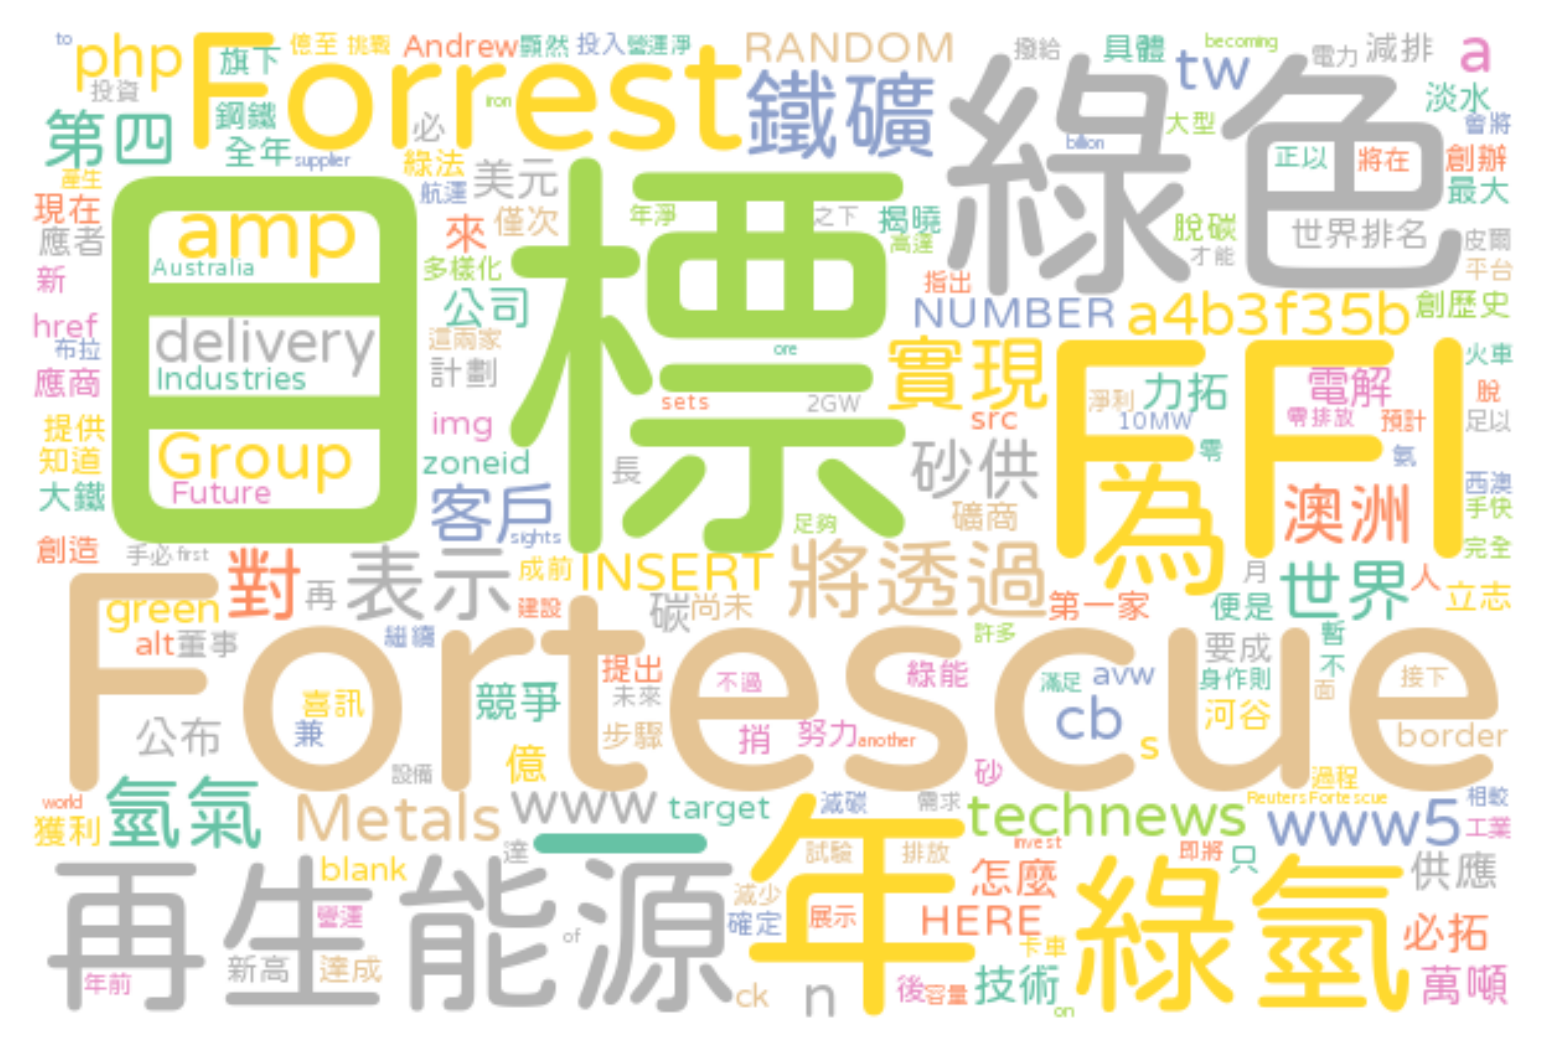 to
php
Forrest
億至
挑戰
Andrew
顯然
投入
營運淨
RANDOM
撥給
具體
becoming
電力
減排
a
旗下
投資
iron
鐵礦
綠色
tw
淡水
第四
鋼鐵
必
大型
曾將
全年
supplier
綠法
billion
正以
將在
創辦
產生
航運
美元
最大
現在
目標
amp
來
僅次
年淨
之下
揭曉
高達
脫碳
世界排名
應者
Australia
多樣化
才能
皮爾
平台
新
公司
指出
NUMBER
a4b3f35b
創歷史
href
delivery
這兩家
ore
實現
FFI
布拉
Industries
計劃
火車
應商
sets
2GW
src
淨利
力拓
電解
脫
提供
img
10MW
零排放
預計
足以
知道
Group
zoneid
長
砂供
零
氨
大鐵
Future
客戶
礦商
為
澳洲
西澳
手快
sights
足夠
創造
手必
first
對
表示
成前
INSERT
將透過
月
世界
人
完全
green
再
建設
碳
尚未
第一家
便是
立志
alt
董事
繼續
Fortescue
許多
要成
暫
不
提出
不過
綠能
滿足
avw
身作則
面
接下
喜訊
競爭
未來
公布
兼
步驟
捎
努力
another
cb
s
河谷
border
億
設備
砂
過程
world
氫氣
Metals
www
target
減碳
需求
technews
Reuters Fortescue
相較
獲利
一
www5
工業
達
年
試驗
排放
invest
即將
只
再生能源
blank
減少
怎麼
綠氫
供應
營運
確定
展示
HERE
必拓
of
卡車
新高
達成
年前
ck
n
後
容量
技術
萬噸
on